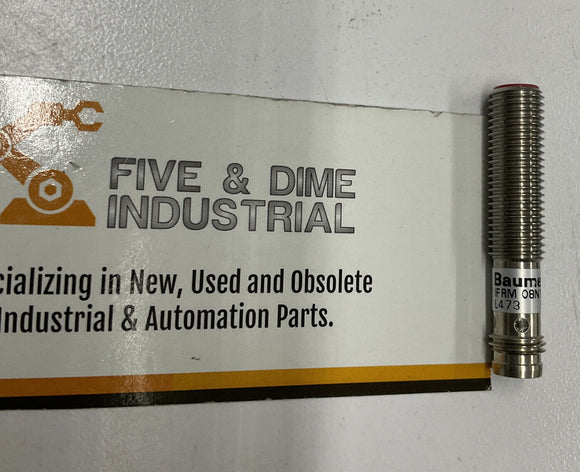 FIVE & DIME
INDUSTRIAL
cializing in New, Used and Obsolete
Industrial & Automation Parts.
Baume
IFRM 08N
L473